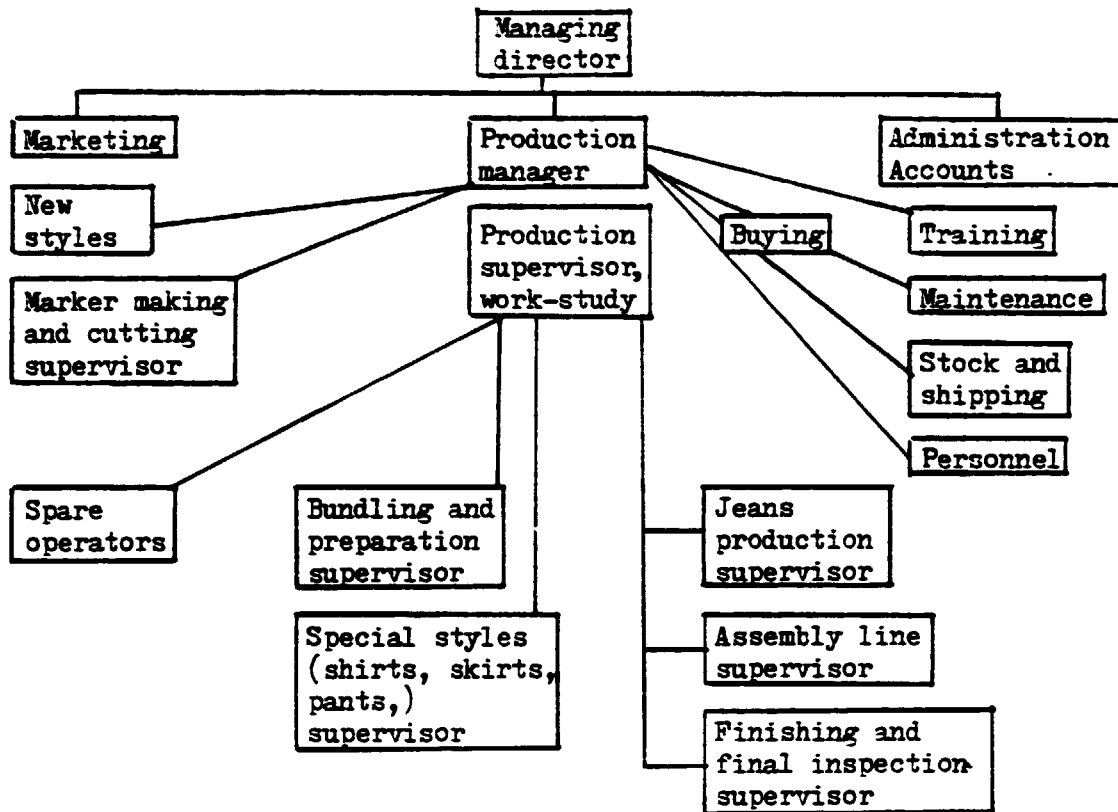 Managing
director
Marketing
Production
manager
Administration
Accounts
New
styles
Production
supervisor,
work-study
Buying
Training
Marker making
and cutting
supervisor
Maintenance
Stock and
shipping
Personnel
Spare
operators
Bundling and
preparation
supervisor
Jeans
production
supervisor
Special styles
(shirts, skirts,
pants,)
supervisor
Assembly line
supervisor
Finishing and
final inspection
supervisor